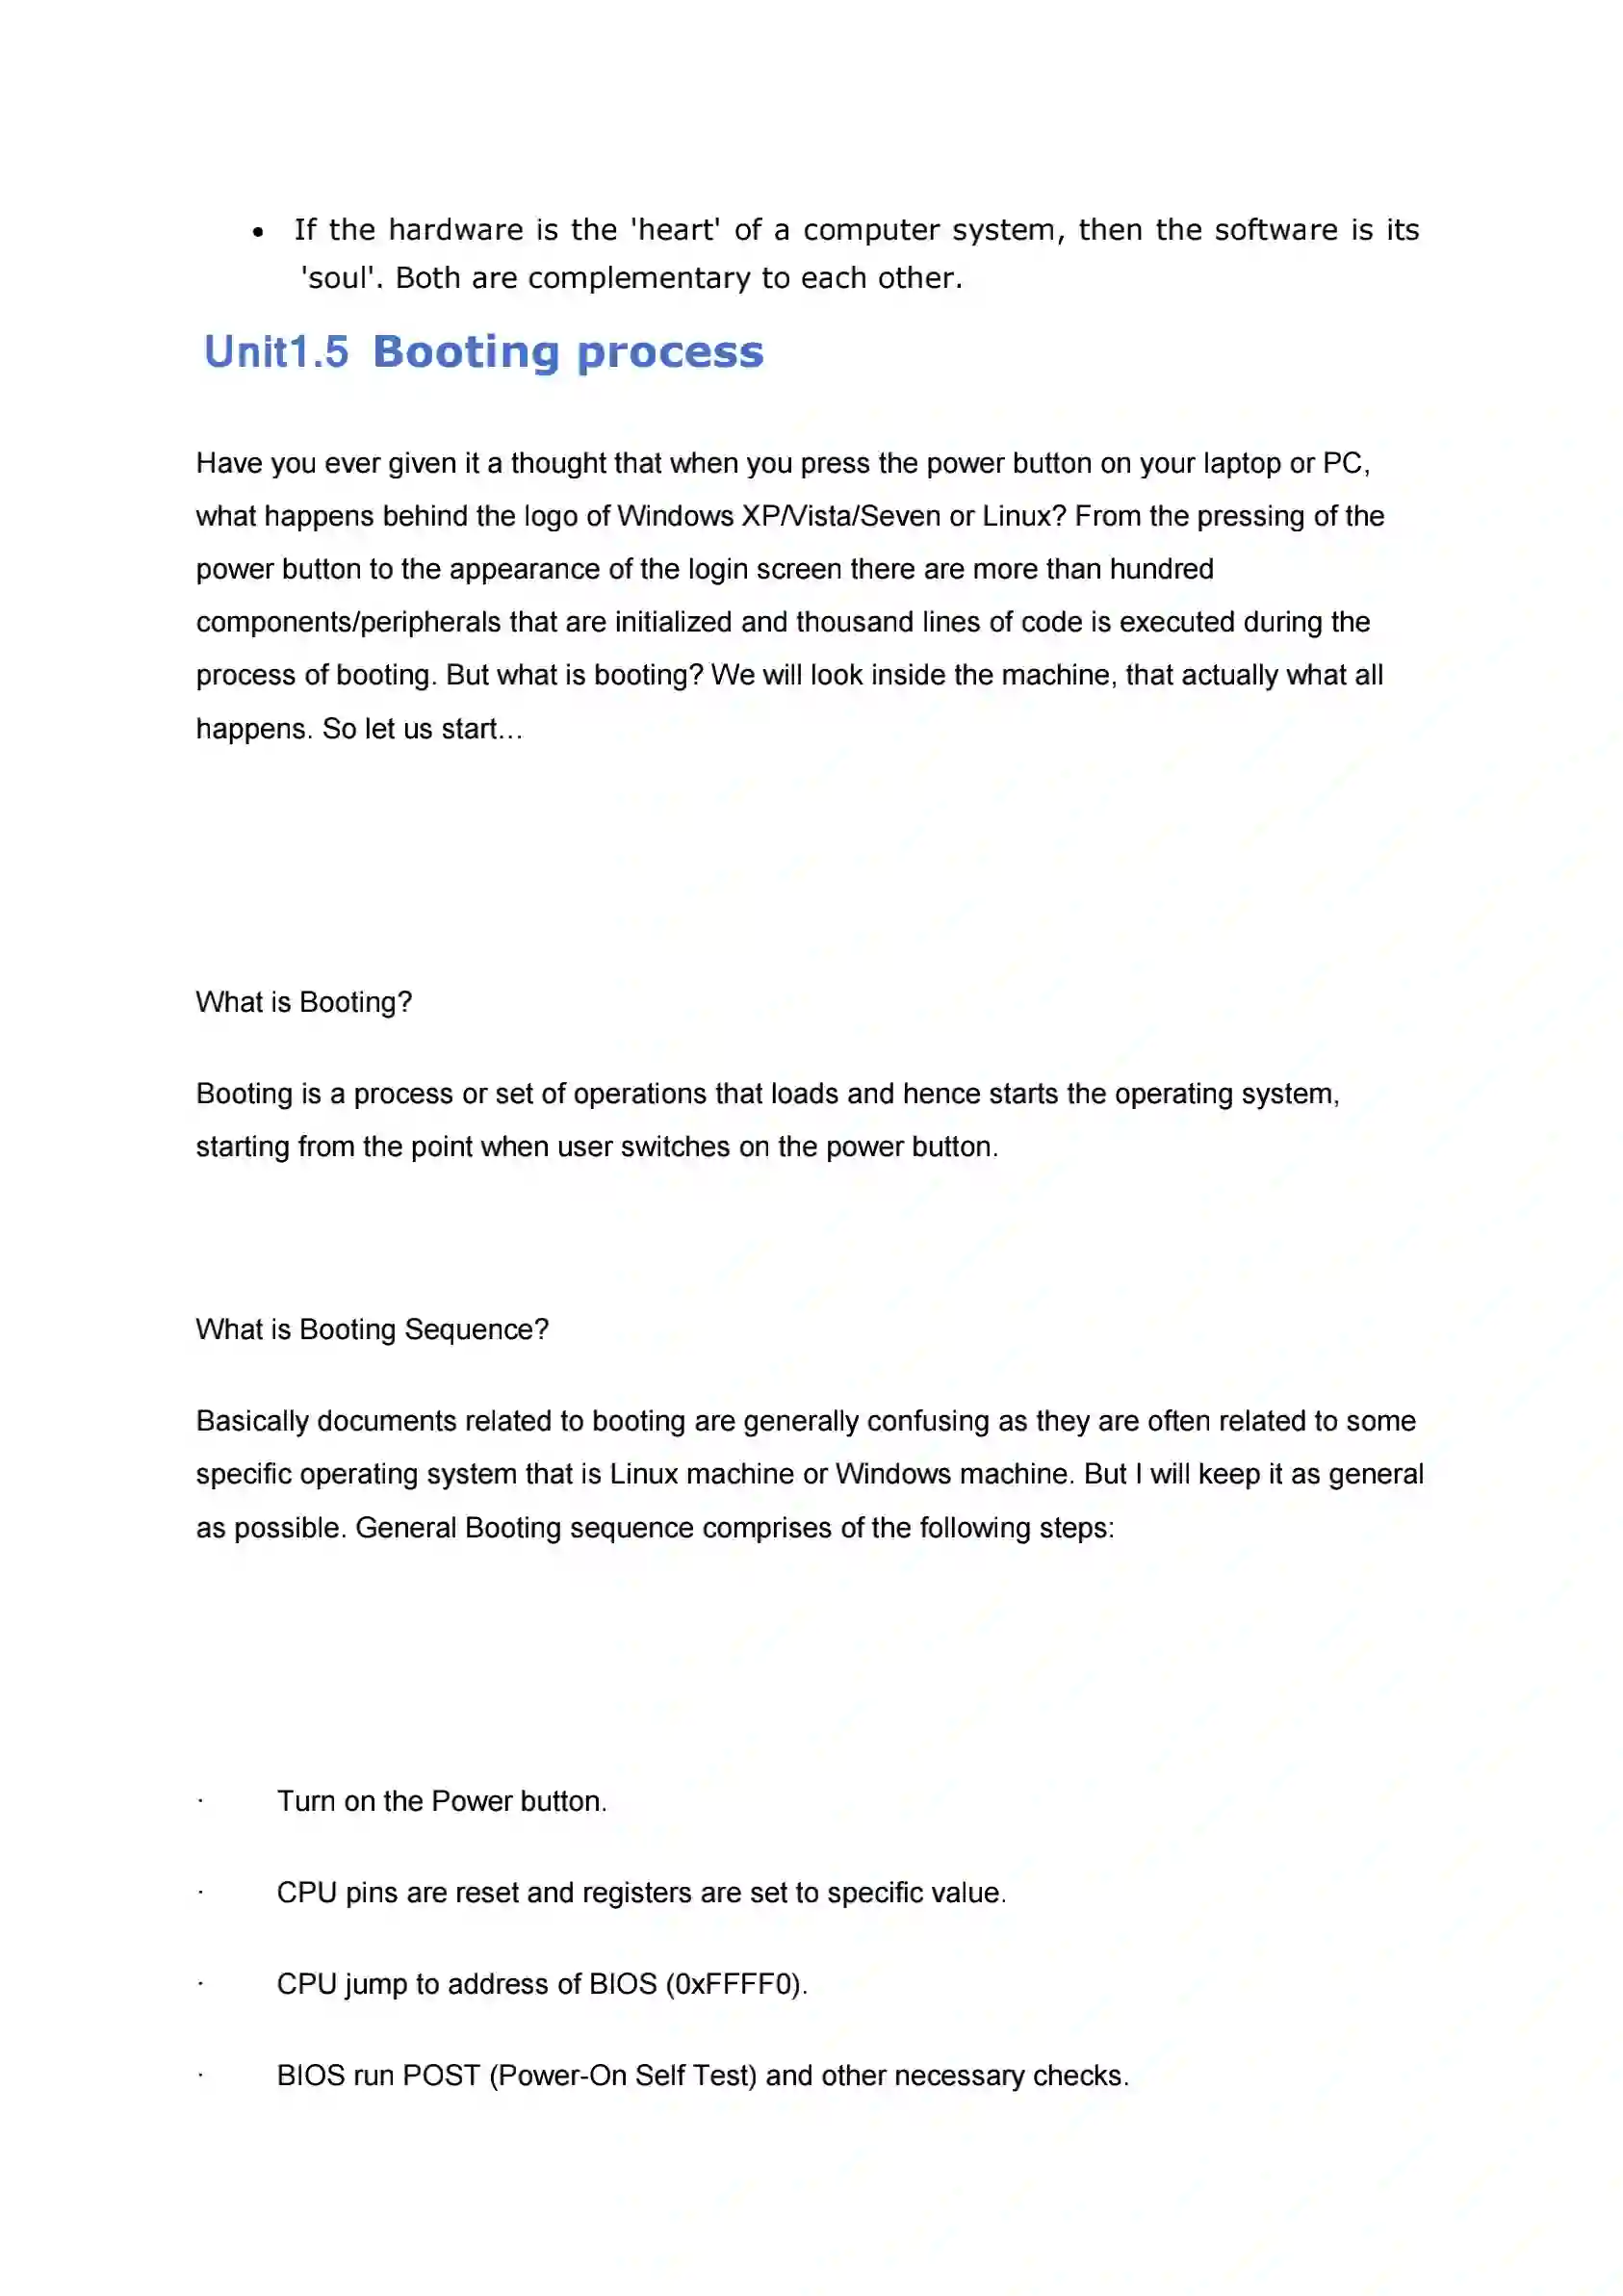 • If the hardware is the 'heart' of a computer system, then the software is its
'soul'. Both are complementary to each other.
Unit1.5 Booting process
Have you ever given it a thought that when you press the power button on your laptop or PC,
what happens behind the logo of Windows XP/Vista/Seven or Linux? From the pressing of the
power button to the appearance of the login screen there are more than hundred
components/peripherals that are initialized and thousand lines of code is executed during the
process of booting. But what is booting? We will look inside the machine, that actually what all
happens. So let us start…
What is Booting?
Booting is a process or set of operations that loads and hence starts the operating system,
starting from the point when user switches on the power button.
What is Booting Sequence?
Basically documents related to booting are generally confusing as they are often related to some
specific operating system that is Linux machine or Windows machine. But I will keep it as general
as possible. General Booting sequence comprises of the following steps:
· Turn on the Power button.
· CPU pins are reset and registers are set to specific value.
· CPU jump to address of BIOS (0xFFFF0).
· BIOS run POST (Power-On Self Test) and other necessary checks.